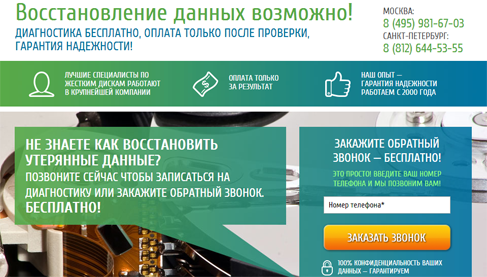 Восстановление данных возможно!
ДИАГНОСТИКА БЕСПЛАТНО, ОПЛАТА ТОЛЬКО ПОСЛЕ ПРОВЕРКИ,
ГАРАНТИЯ НАДЕЖНОСТИ!
МОСКВА:
8 (495) 981-67-03
САНКТ-ПЕТЕРБУРГ:
8 (812) 644-53-55
ЛУЧШИЕ СПЕЦИАЛИСТЫ ПО
ЖЕСТКИМ ДИСКАМ РАБОТАЮТ
В КРУПНЕЙШЕЙ КОМПАНИИ
ОПЛАТА ТОЛЬКО
ЗА РЕЗУЛЬТАТ
НАШ ОПЫТ —
ГАРАНТИЯ НАДЕЖНОСТИ
РАБОТАЕМ С 2000 ГОДА
НЕ ЗНАЕТЕ КАК ВОССТАНОВИТЬ
УТЕРЯННЫЕ ДАННЫЕ?
ПОЗВОНИТЕ СЕЙЧАС ЧТОБЫ ЗАПИСАТЬСЯ НА
ДИАГНОСТИКУ ИЛИ ЗАКАЖИТЕ ОБРАТНЫЙ ЗВОНОК.
БЕСПЛАТНО!
ЗАКАЖИТЕ ОБРАТНЫЙ
ЗВОНОК — БЕСПЛАТНО!
ЭТО ПРОСТО! ВВЕДИТЕ ВАШ НОМЕР
ТЕЛЕФОНА И МЫ ПОЗВОНИМ ВАМ!
Номер телефона*
ЗАКАЗАТЬ ЗВОНОК
100% КОНФИДЕНЦИАЛЬНОСТЬ ВАШИХ
ДАННЫХ — ГАРАНТИРУЕМ